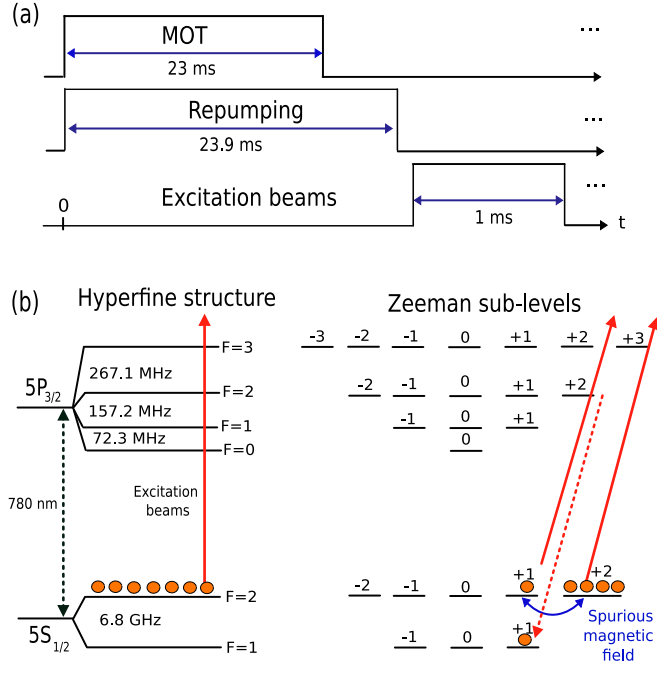 (a)
MOT
23 ms
...
Repumping
23.9 ms
...
Excitation beams
1 ms
...
0
t
(b)
Hyperfine structure
Zeeman sub-levels
F=3
-3 -2 -1 0 +1 +2 +3
267.1 MHz
5P3/2
F=2
-2 -1 0 +1 +2
157.2 MHz
F=1
-1 0 +1
72.3 MHz
F=0
0
780 nm
Excitation
beams
F=2
-2 -1 0 +1 +2
6.8 GHz
5S1/2
F=1
-1 0 +1
Spurious
magnetic
field